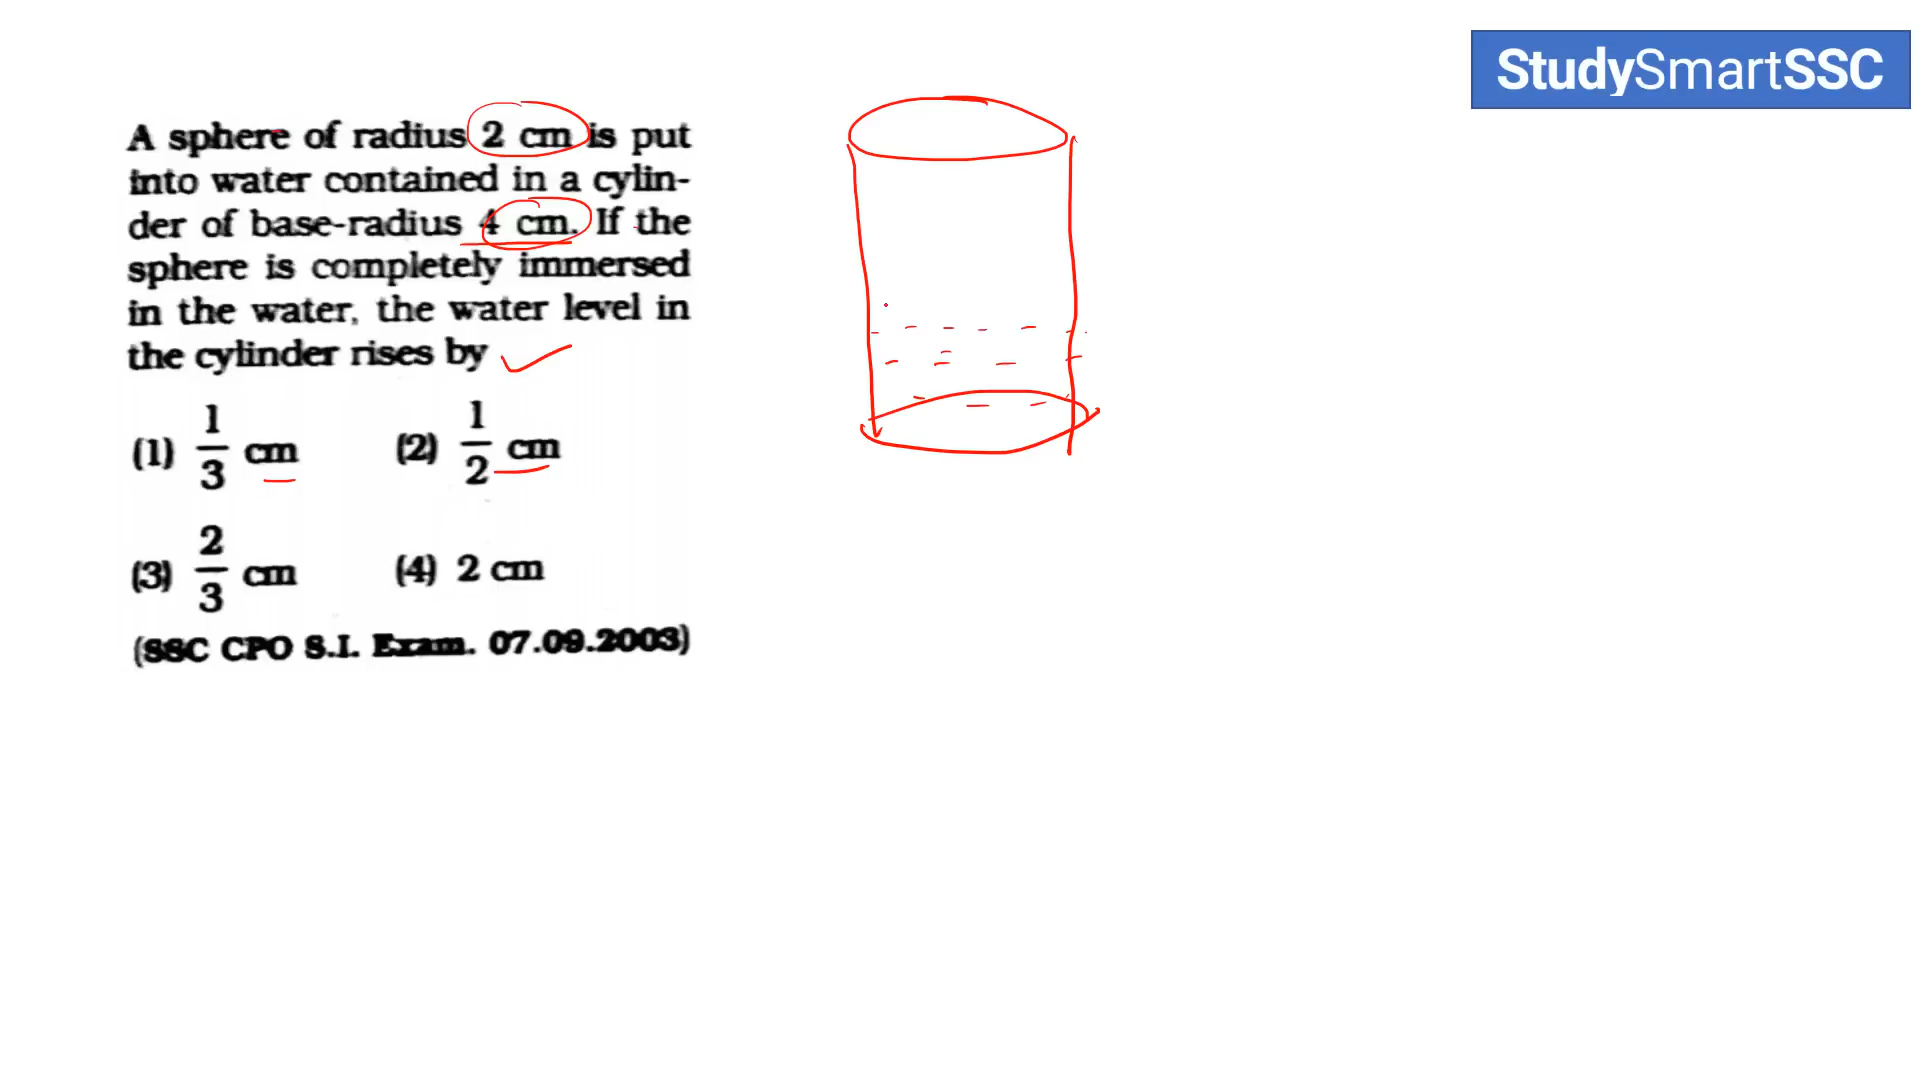 StudySmartSSC
A sphere of radius 2 cm is put
into water contained in a cylin-
der of base-radius 4 cm. If the
sphere is completely immersed
in the water, the water level in
the cylinder rises by
(1) 1/3 cm (2) 1/2 cm
(3) 2/3 cm (4) 2 cm
(SSC CPO S.I. Exam. 07.09.2003)